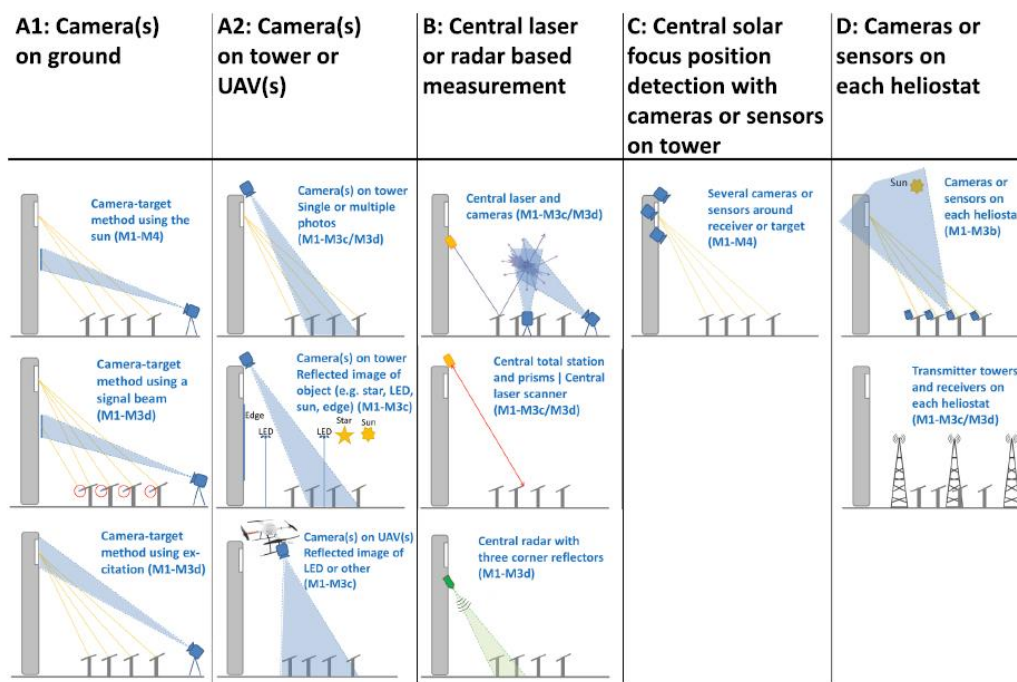 A1: Camera(s)
on ground
A2: Camera(s)
on tower or
UAV(s)
B: Central laser
or radar based
measurement
C: Central solar
focus position
detection with
cameras or sensors
on tower
D: Cameras or
sensors on
each heliostat
Camera-target
method using the
sun (M1-M4)
Camera(s) on tower
Single or multiple
photos
(M1-M3c/M3d)
Central laser and
cameras (M1-M3c/M3d)
Several cameras or
sensors around
receiver or target
(M1-M4)
Sun
Cameras or
sensors on
each heliostat
(M1-M3b)
Camera-target
method using a
signal beam
(M1-M3d)
Camera(s) on tower
Reflected image of
object (e.g. star, LED,
sun, edge) (M1-M3c)
Edge
LED
LED
Star
Sun
Central total station
and prisms | Central
laser scanner
(M1-M3c/M3d)
Transmitter towers
and receivers on
each heliostat
(M1-M3c/M3d)
Camera-target
method using ex-
citation (M1-M3d)
Camera(s) on UAV(s)
Reflected image of
LED or other
(M1-M3c)
Central radar with
three corner reflectors
(M1-M3d)